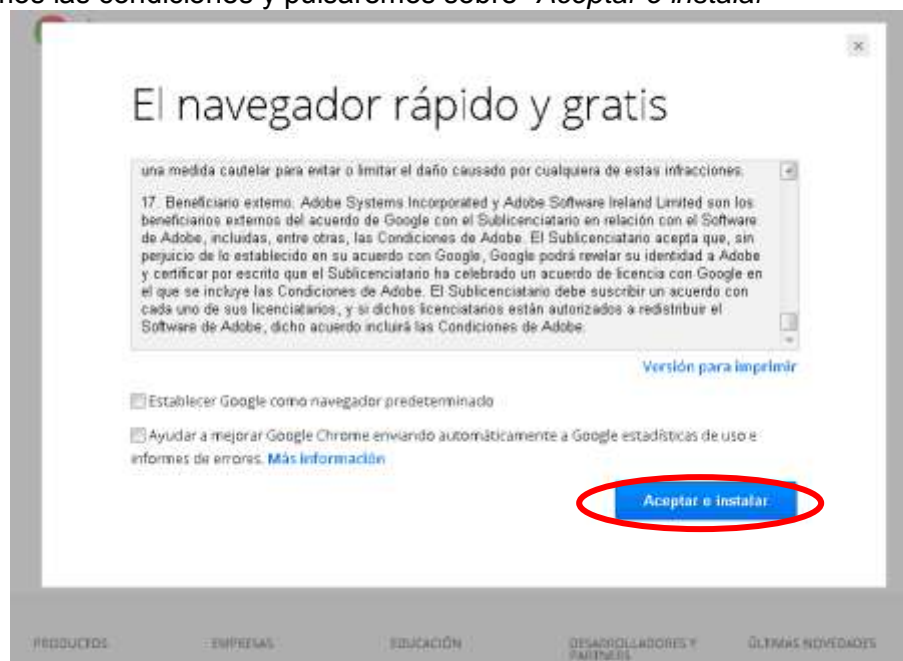 nos las condiciones y pulsaremos sobre "Aceptar e instalar"
El navegador rápido y gratis
una medida cautelar para evitar o limitar el daño causado por cualquiera de estas infracciones.
17. Beneficiario externo. Adobe Systems Incorporated y Adobe Software Ireland Limited son los
beneficiarios externos del acuerdo de Google con el Sublicenciatario en relación con el Software
de Adobe, incluidas, entre otras, las Condiciones de Adobe. El Sublicenciatario acepta que, sin
perjuicio de lo establecido en su acuerdo con Google, Google podrá revelar su identidad a Adobe
y certificar por escrito que el Sublicenciatario ha celebrado un acuerdo de licencia con Google en
el que se incluye las Condiciones de Adobe. El Sublicenciatario debe suscribir un acuerdo con
cada uno de sus licenciatarios, y si dichos licenciatarios están autorizados a redistribuir el
Software de Adobe, dicho acuerdo incluirá las Condiciones de Adobe.
Versión para imprimir
Establecer Google como navegador predeterminado
Ayudar a mejorar Google Chrome enviando automáticamente a Google estadísticas de uso e
informes de errores. Más información
Aceptar e instalar
PRODUCTOS EMPRESAS EDUCACIÓN DESARROLLADORES Y ÚLTIMAS NOVEDADES
PARTNERS